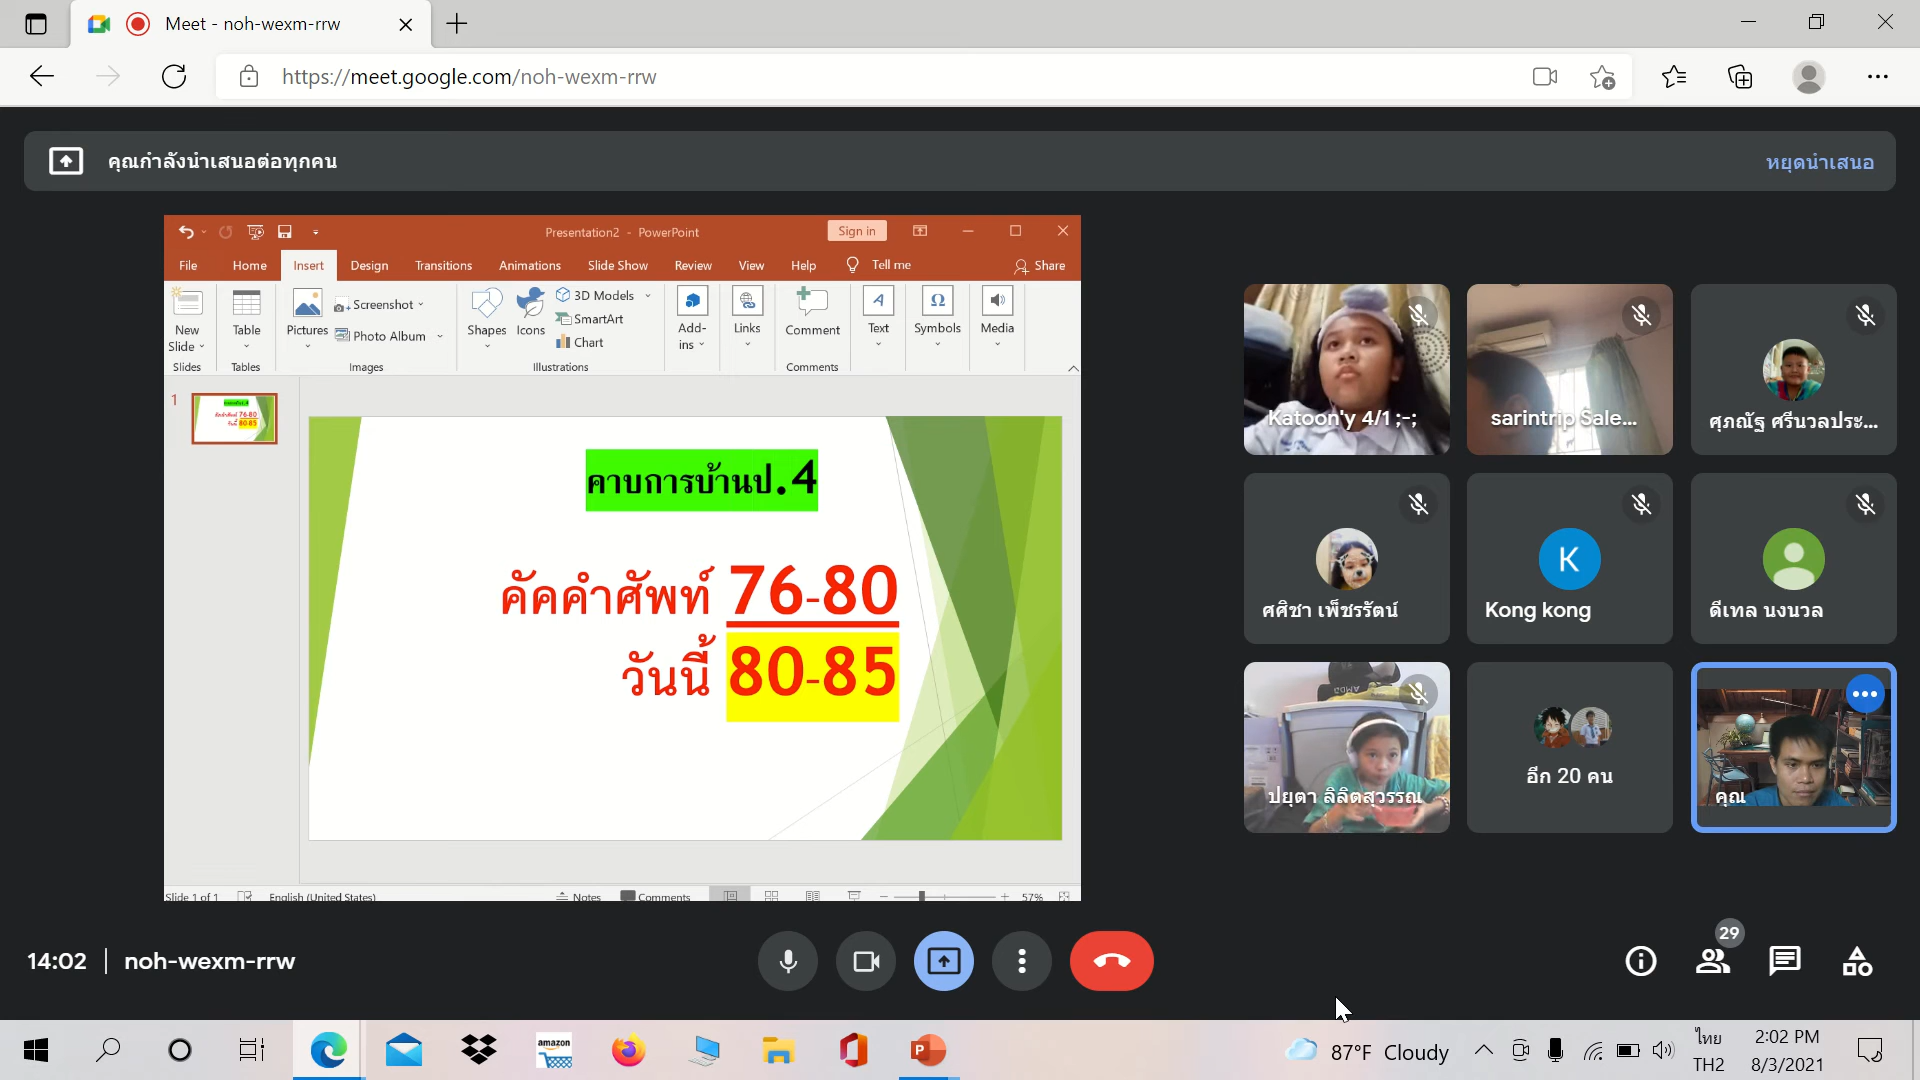 Meet - noh-wexm-rrw
https://meet.google.com/noh-wexm-rrw
คุณกำลังนำเสนอต่อทุกคน
หยุดนำเสนอ
Presentation2 - PowerPoint
Sign in
File Home Insert Design Transitions Animations Slide Show Review View Help Tell me Share
New Slide
Table
Pictures
Screenshot
Photo Album
Shapes
Icons
3D Models
SmartArt
Chart
Add-ins
Links
Comment
Text
Symbols
Media
Slides Tables Images Illustrations Comments
1
คาบการบ้านป.4
คัดคำศัพท์ 76-80
วันนี้ 80-85
Slide 1 of 1 English (United States) Notes Comments 57%
Katoon'y 4/1 ;-;
sarintrip Sale...
ศุภณัฐ ศรีนวลประ...
ศศิชา เพ็ชรรัตน์
K
Kong kong
ดีเทล นงนวล
ปยุตา ลิลิตสุวรรณ
อีก 20 คน
คุณ
14:02 | noh-wexm-rrw
29
amazon
87°F Cloudy
ไทย
TH2
2:02 PM
8/3/2021